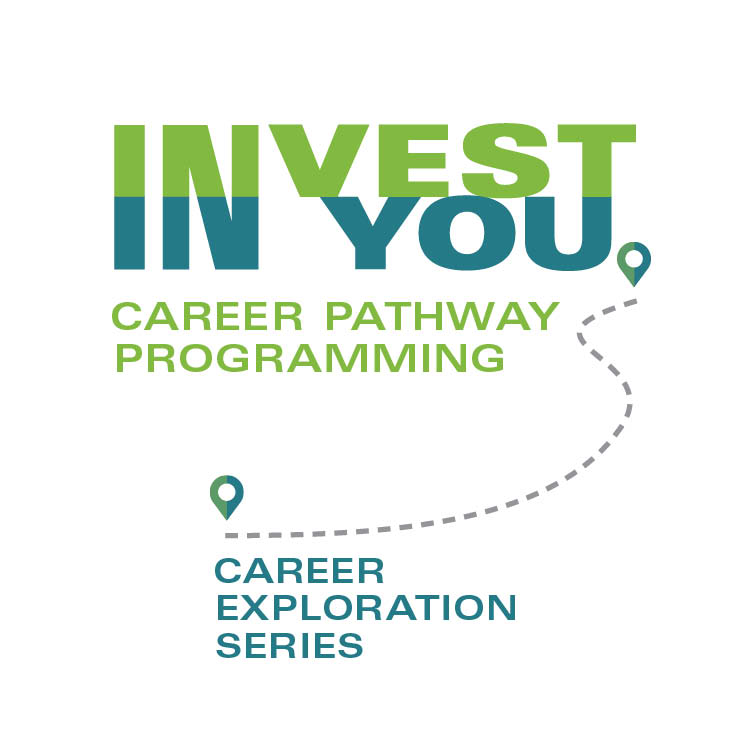 INVEST
IN YOU
CAREER PATHWAY
PROGRAMMING
CAREER
EXPLORATION
SERIES